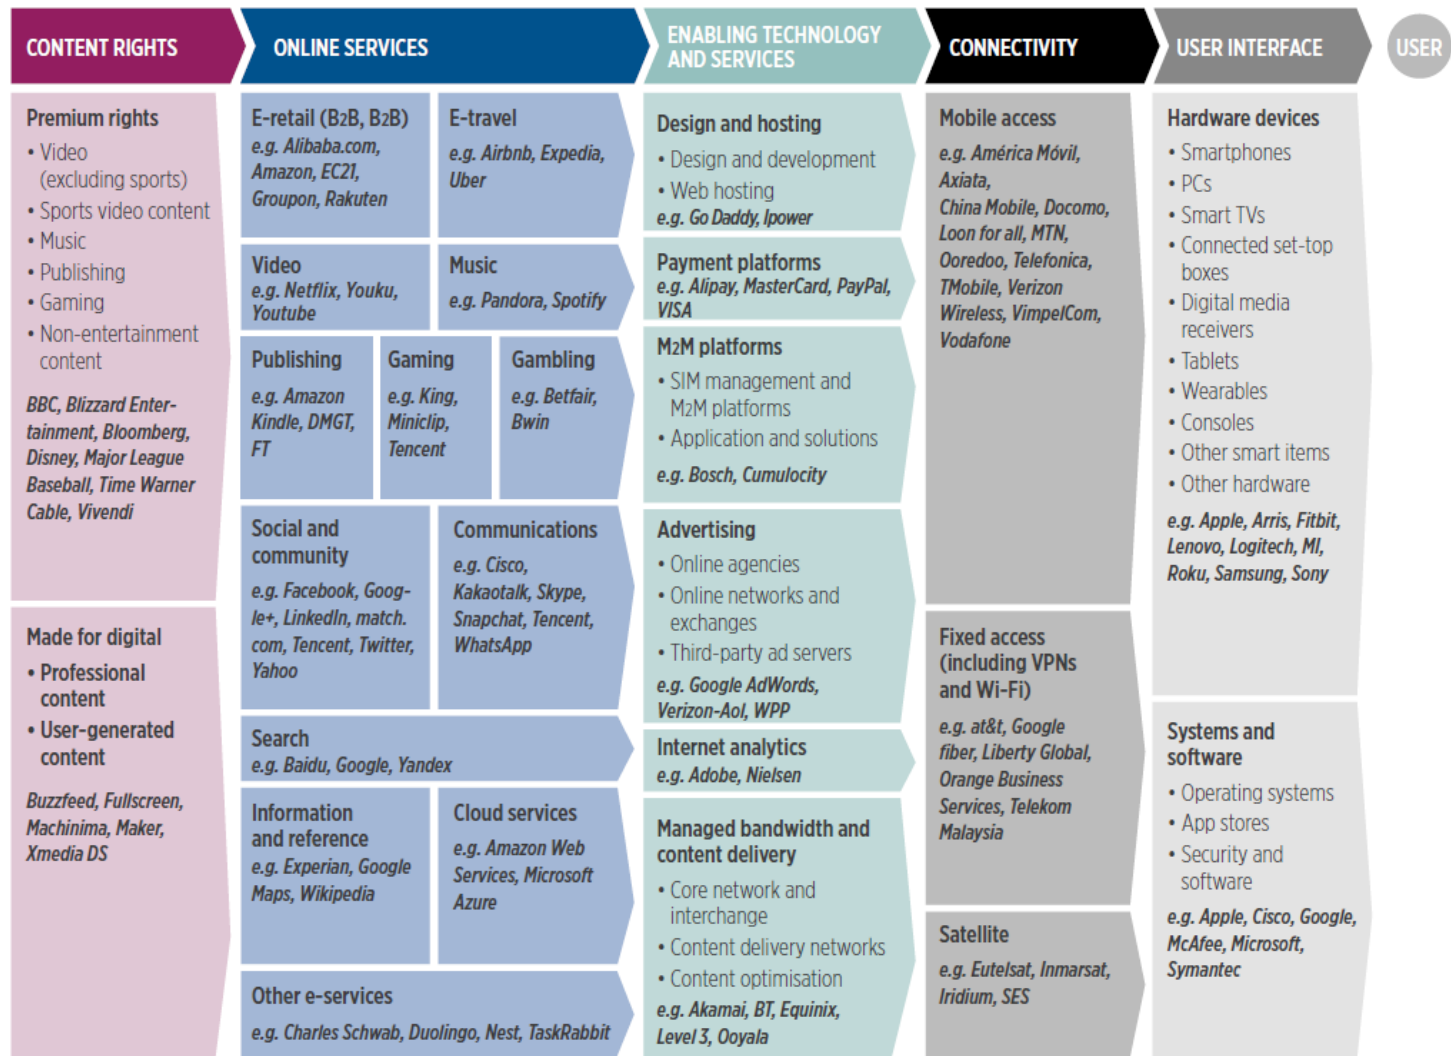 CONTENT RIGHTS
ONLINE SERVICES
ENABLING TECHNOLOGY
AND SERVICES
CONNECTIVITY
USER INTERFACE
USER
Premium rights
• Video
(excluding sports)
• Sports video content
• Music
• Publishing
• Gaming
• Non-entertainment
content
BBC, Blizzard Enter-
tainment, Bloomberg,
Disney, Major League
Baseball, Time Warner
Cable, Vivendi
Made for digital
• Professional
content
• User-generated
content
Buzzfeed, Fullscreen,
Machinima, Maker,
Xmedia DS
E-retail (B2B, B2B)
e.g. Alibaba.com,
Amazon, EC21,
Groupon, Rakuten
E-travel
e.g. Airbnb, Expedia,
Uber
Video
e.g. Netflix, Youku,
Youtube
Music
e.g. Pandora, Spotify
Publishing
e.g. Amazon
Kindle, DMGT,
FT
Gaming
e.g. King,
Miniclip,
Tencent
Gambling
e.g. Betfair,
Bwin
Social and
community
e.g. Facebook, Goog-
le+, LinkedIn, match.
com, Tencent, Twitter,
Yahoo
Communications
e.g. Cisco,
Kakaotalk, Skype,
Snapchat, Tencent,
WhatsApp
Search
e.g. Baidu, Google, Yandex
Information
and reference
e.g. Experian, Google
Maps, Wikipedia
Cloud services
e.g. Amazon Web
Services, Microsoft
Azure
Other e-services
e.g. Charles Schwab, Duolingo, Nest, TaskRabbit
Design and hosting
• Design and development
• Web hosting
e.g. Go Daddy, Ipower
Payment platforms
e.g. Alipay, MasterCard, PayPal,
VISA
M2M platforms
• SIM management and
M2M platforms
• Application and solutions
e.g. Bosch, Cumulocity
Advertising
• Online agencies
• Online networks and
exchanges
• Third-party ad servers
e.g. Google AdWords,
Verizon-Aol, WPP
Internet analytics
e.g. Adobe, Nielsen
Managed bandwidth and
content delivery
• Core network and
interchange
• Content delivery networks
• Content optimisation
e.g. Akamai, BT, Equinix,
Level 3, Ooyala
Mobile access
e.g. América Móvil,
Axiata,
China Mobile, Docomo,
Loon for all, MTN,
Ooredoo, Telefonica,
TMobile, Verizon
Wireless, VimpelCom,
Vodafone
Fixed access
(including VPNs
and Wi-Fi)
e.g. at&t, Google
fiber, Liberty Global,
Orange Business
Services, Telekom
Malaysia
Satellite
e.g. Eutelsat, Inmarsat,
Iridium, SES
Hardware devices
• Smartphones
• PCs
• Smart TVs
• Connected set-top
boxes
• Digital media
receivers
• Tablets
• Wearables
• Consoles
• Other smart items
• Other hardware
e.g. Apple, Arris, Fitbit,
Lenovo, Logitech, MI,
Roku, Samsung, Sony
Systems and
software
• Operating systems
• App stores
• Security and
software
e.g. Apple, Cisco, Google,
McAfee, Microsoft,
Symantec